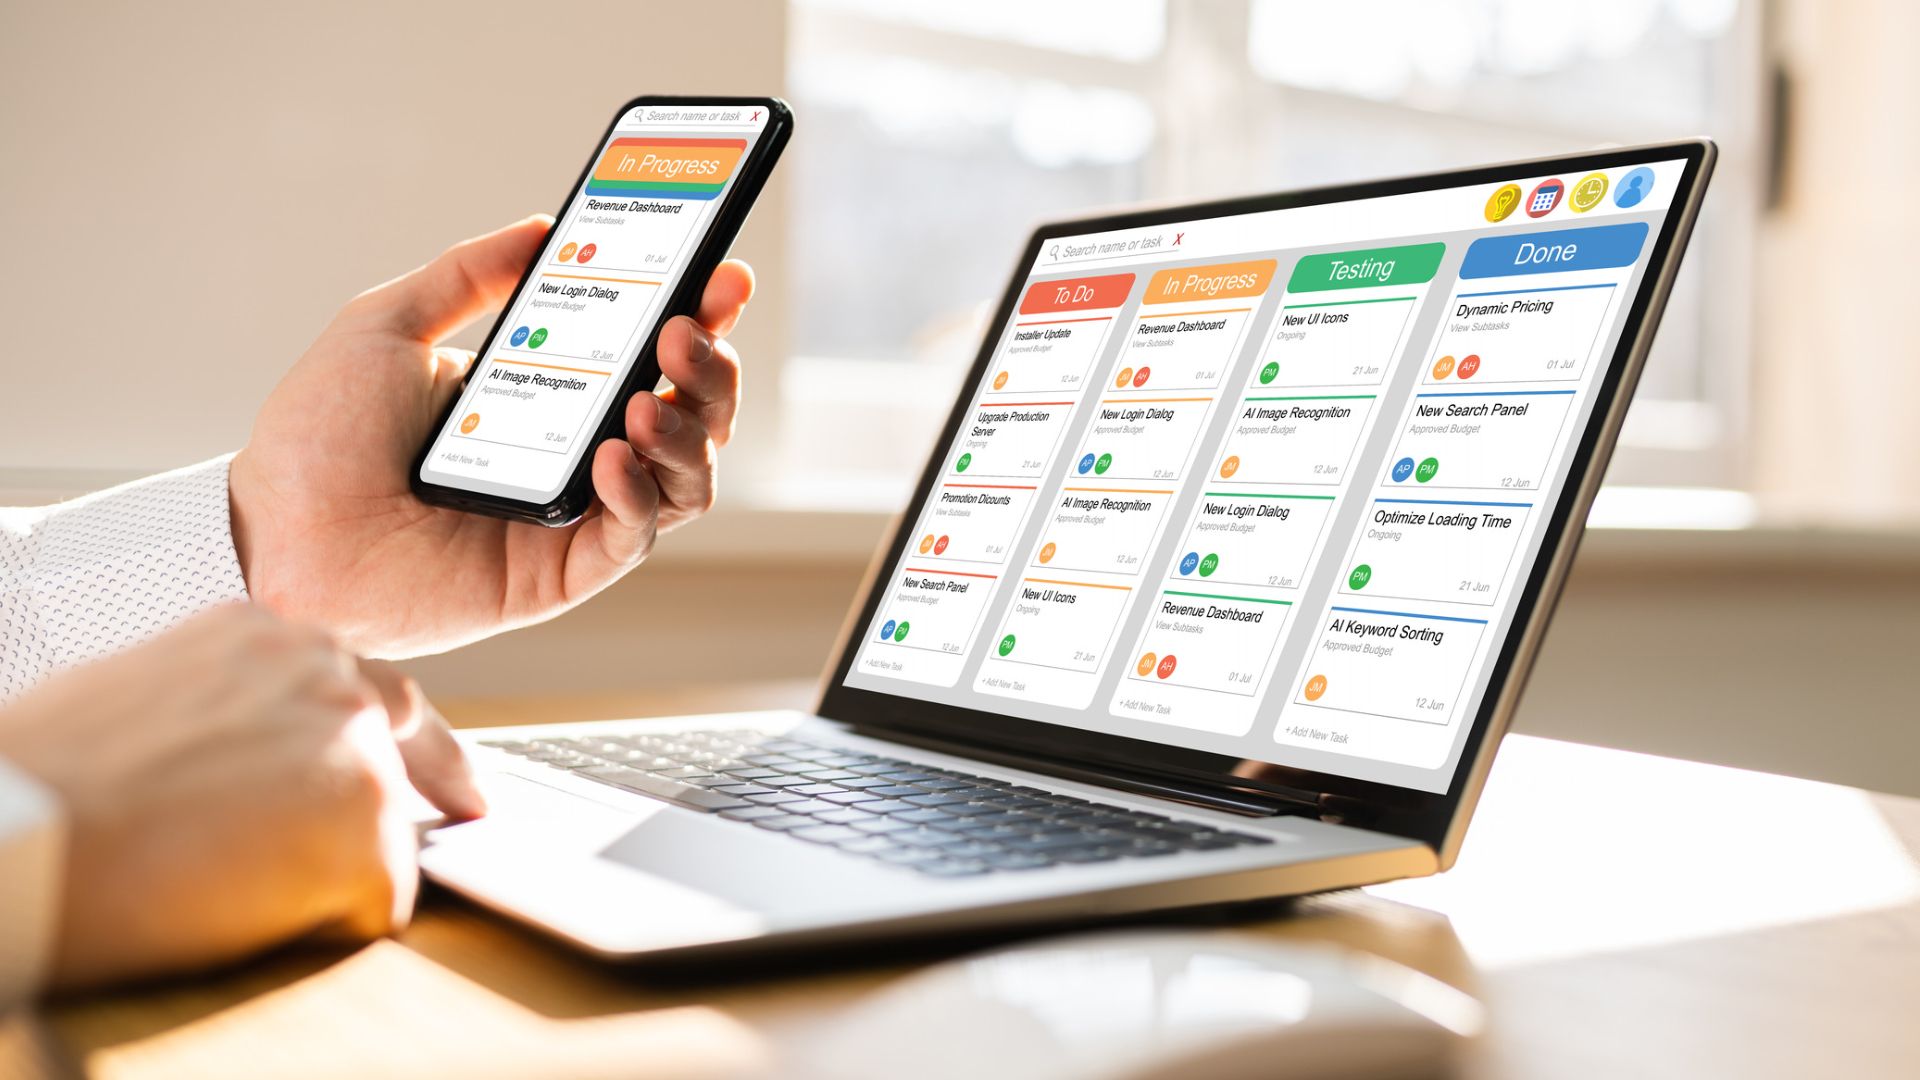 Search name or task X
In Progress
Revenue Dashboard
View Subtasks
JM AH 01 Jul
New Login Dialog
Approved Budget
AP PM 12 Jun
AI Image Recognition
Approved Budget
JM 12 Jun
+ Add New Task
Search name or task X
To Do
Installer Update
Approved Budget
JM 12 Jun
Upgrade Production
Server
Ongoing
PM 21 Jun
Promotion Dicounts
View Subtasks
JM AH 01 Jul
New Search Panel
Approved Budget
AP PM 12 Jun
+ Add New Task
In Progress
Revenue Dashboard
View Subtasks
JM AH 01 Jul
New Login Dialog
Approved Budget
AP PM 12 Jun
AI Image Recognition
Approved Budget
JM 12 Jun
New UI Icons
Ongoing
PM 21 Jun
+ Add New Task
Testing
New UI Icons
Ongoing
PM 21 Jun
AI Image Recognition
Approved Budget
JM 12 Jun
New Login Dialog
Approved Budget
AP PM 12 Jun
Revenue Dashboard
View Subtasks
JM AH 01 Jul
+ Add New Task
Done
Dynamic Pricing
View Subtasks
JM AH 01 Jul
New Search Panel
Approved Budget
AP PM 12 Jun
Optimize Loading Time
Ongoing
PM 21 Jun
AI Keyword Sorting
Approved Budget
JM 12 Jun
+ Add New Task